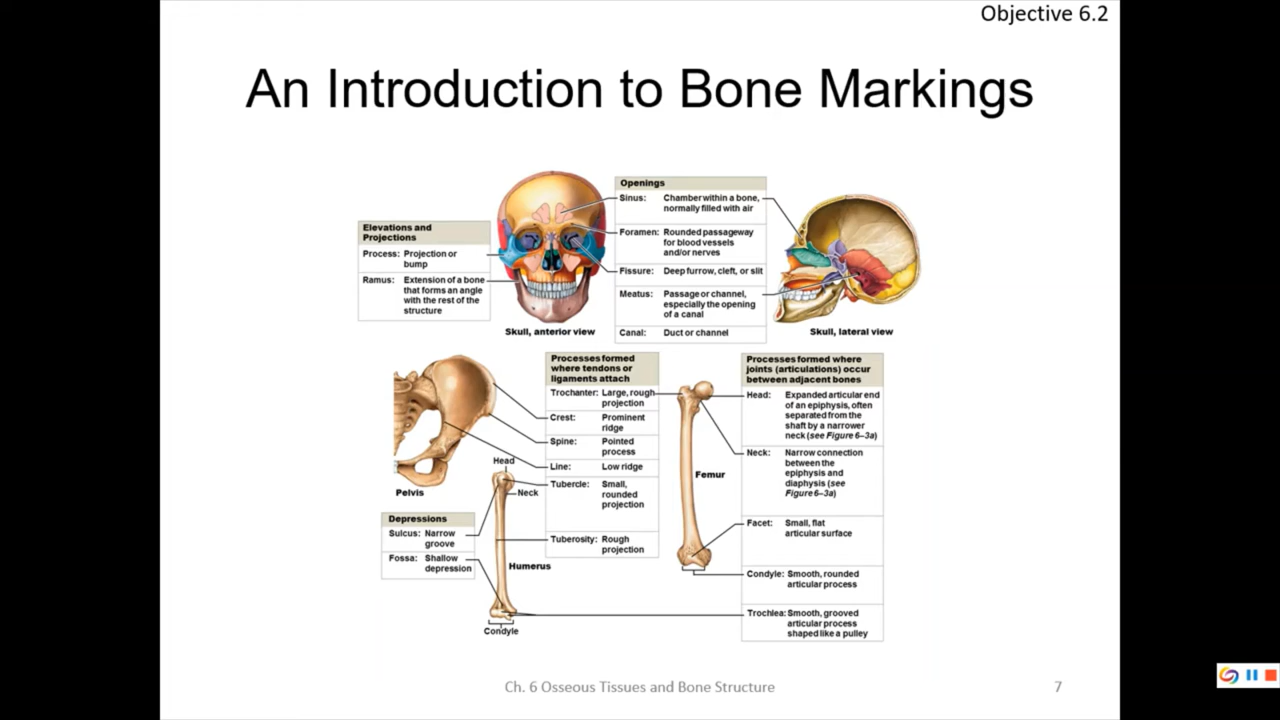 Objective 6.2
An Introduction to Bone Markings
Elevations and
Projections
Process: Projection or
bump
Ramus: Extension of a bone
that forms an angle
with the rest of the
structure
Skull, anterior view
Openings
Sinus: Chamber within a bone,
normally filled with air
Foramen: Rounded passageway
for blood vessels
and/or nerves
Fissure: Deep furrow, cleft, or slit
Meatus: Passage or channel,
especially the opening
of a canal
Canal: Duct or channel
Skull, lateral view
Pelvis
Processes formed
where tendons or
ligaments attach
Trochanter: Large, rough
projection
Crest: Prominent
ridge
Spine: Pointed
process
Line: Low ridge
Tubercle: Small,
rounded
projection
Tuberosity: Rough
projection
Head
Neck
Humerus
Condyle
Depressions
Sulcus: Narrow
groove
Fossa: Shallow
depression
Femur
Processes formed where
joints (articulations) occur
between adjacent bones
Head: Expanded articular end
of an epiphysis, often
separated from the
shaft by a narrower
neck (see Figure 6–3a)
Neck: Narrow connection
between the
epiphysis and
diaphysis (see
Figure 6–3a)
Facet: Small, flat
articular surface
Condyle: Smooth, rounded
articular process
Trochlea: Smooth, grooved
articular process
shaped like a pulley
Ch. 6 Osseous Tissues and Bone Structure
7